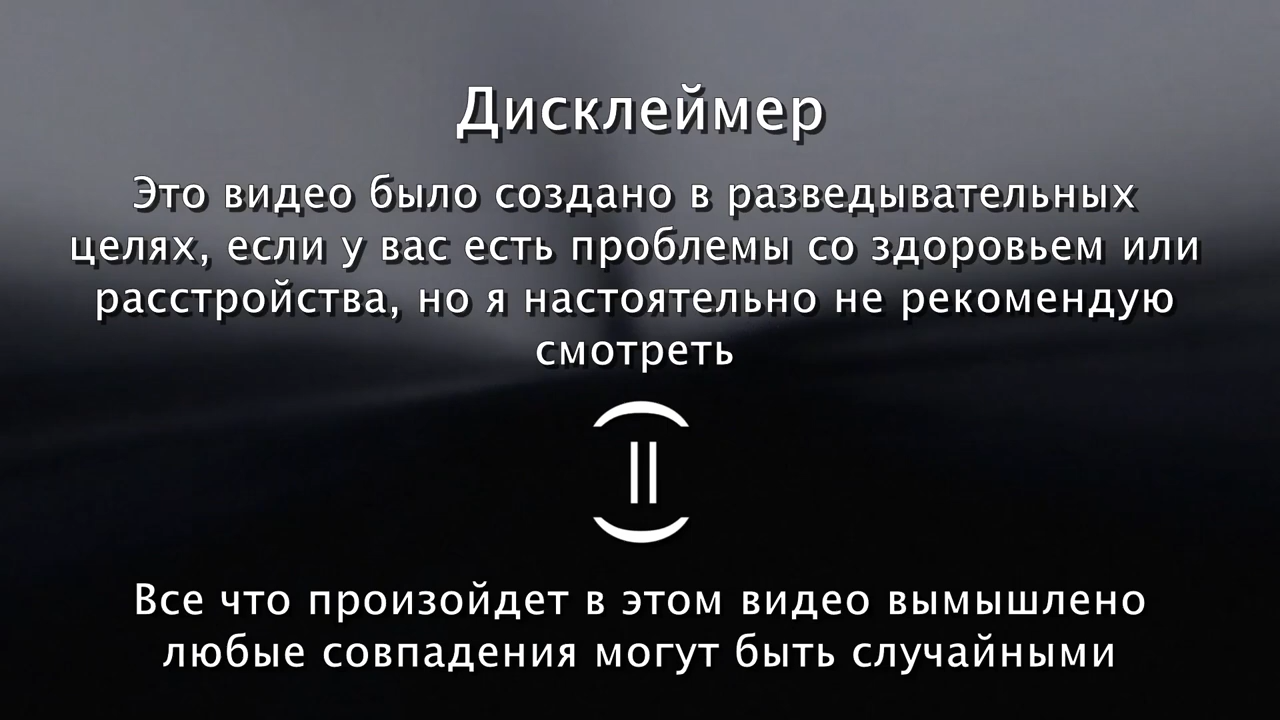 Дисклеймер
Это видео было создано в разведывательных
целях, если у вас есть проблемы со здоровьем или
расстройства, но я настоятельно не рекомендую
смотреть
Все что произойдет в этом видео вымышлено
любые совпадения могут быть случайными